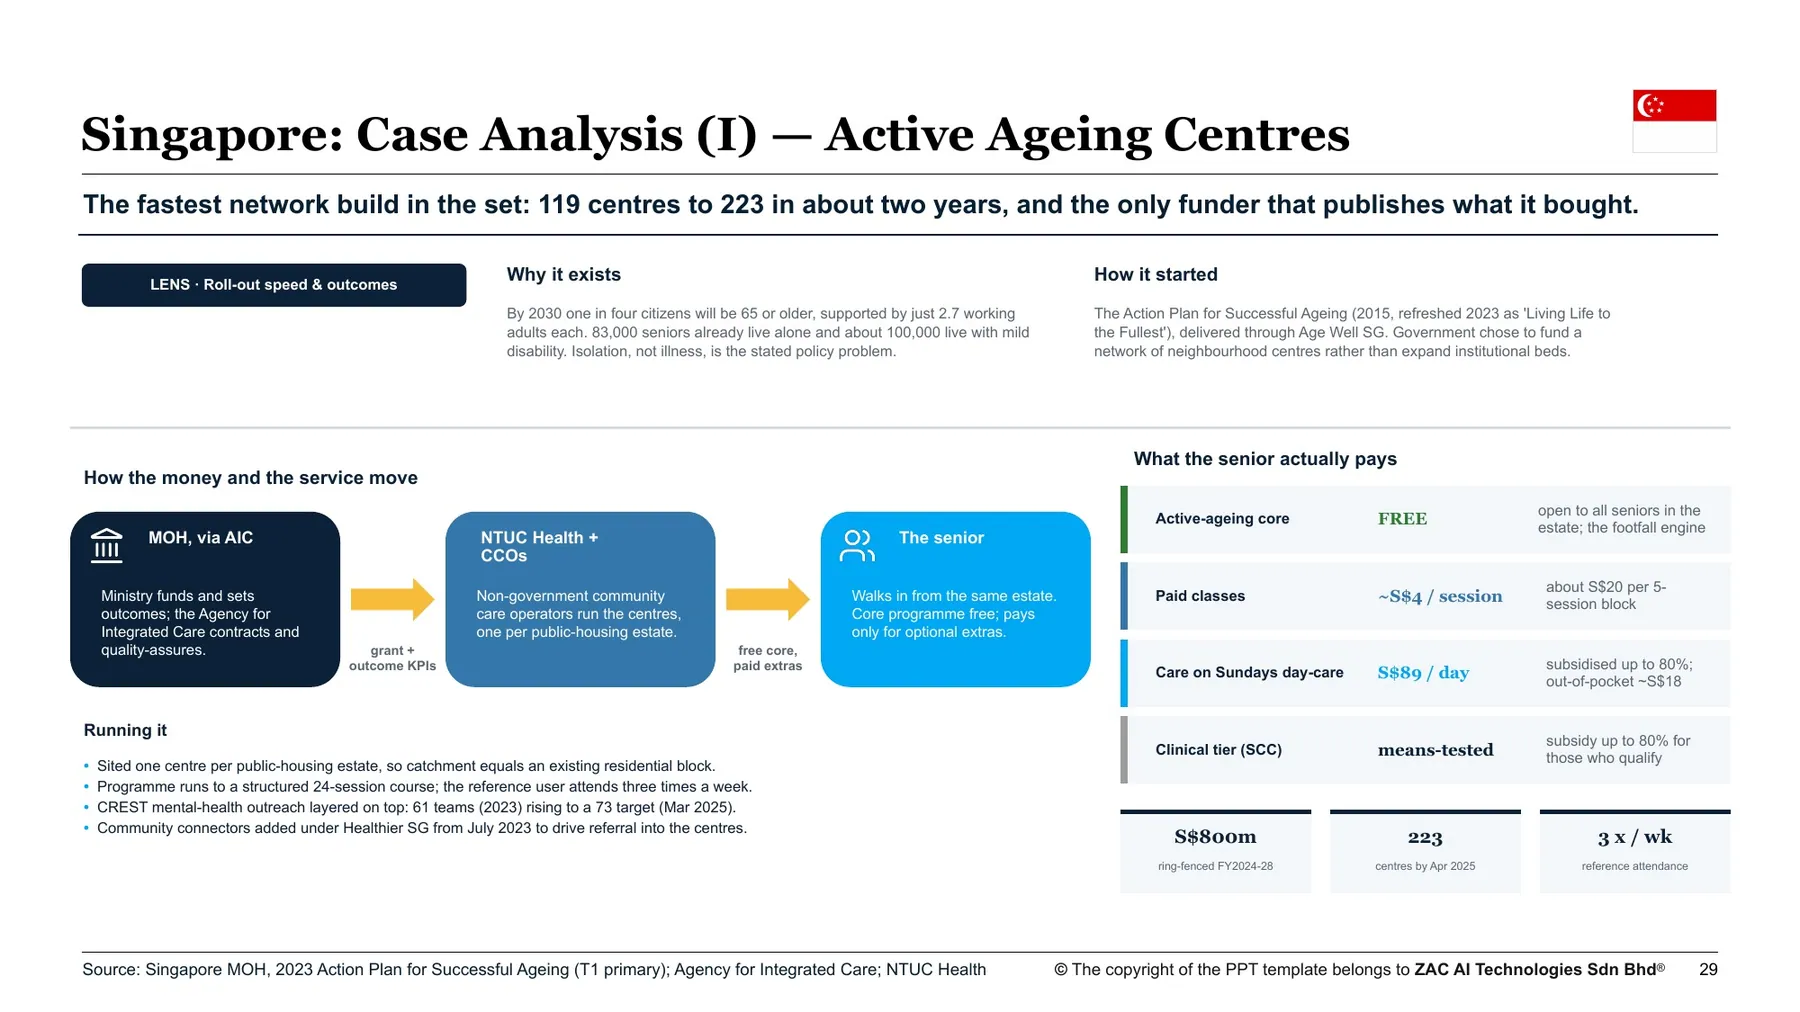 Singapore: Case Analysis (I) — Active Ageing Centres
The fastest network build in the set: 119 centres to 223 in about two years, and the only funder that publishes what it bought.
LENS · Roll-out speed & outcomes
Why it exists
By 2030 one in four citizens will be 65 or older, supported by just 2.7 working
adults each. 83,000 seniors already live alone and about 100,000 live with mild
disability. Isolation, not illness, is the stated policy problem.
How it started
The Action Plan for Successful Ageing (2015, refreshed 2023 as 'Living Life to
the Fullest'), delivered through Age Well SG. Government chose to fund a
network of neighbourhood centres rather than expand institutional beds.
How the money and the service move
MOH, via AIC
Ministry funds and sets
outcomes; the Agency for
Integrated Care contracts and
quality-assures.
grant +
outcome KPIs
NTUC Health +
CCOs
Non-government community
care operators run the centres,
one per public-housing estate.
free core,
paid extras
The senior
Walks in from the same estate.
Core programme free; pays
only for optional extras.
Running it
• Sited one centre per public-housing estate, so catchment equals an existing residential block.
• Programme runs to a structured 24-session course; the reference user attends three times a week.
• CREST mental-health outreach layered on top: 61 teams (2023) rising to a 73 target (Mar 2025).
• Community connectors added under Healthier SG from July 2023 to drive referral into the centres.
What the senior actually pays
Active-ageing core
FREE
open to all seniors in the
estate; the footfall engine
Paid classes
~S$4 / session
about S$20 per 5-
session block
Care on Sundays day-care
S$89 / day
subsidised up to 80%;
out-of-pocket ~S$18
Clinical tier (SCC)
means-tested
subsidy up to 80% for
those who qualify
S$800m
ring-fenced FY2024-28
223
centres by Apr 2025
3 x / wk
reference attendance
Source: Singapore MOH, 2023 Action Plan for Successful Ageing (T1 primary); Agency for Integrated Care; NTUC Health
© The copyright of the PPT template belongs to ZAC AI Technologies Sdn Bhd®
29